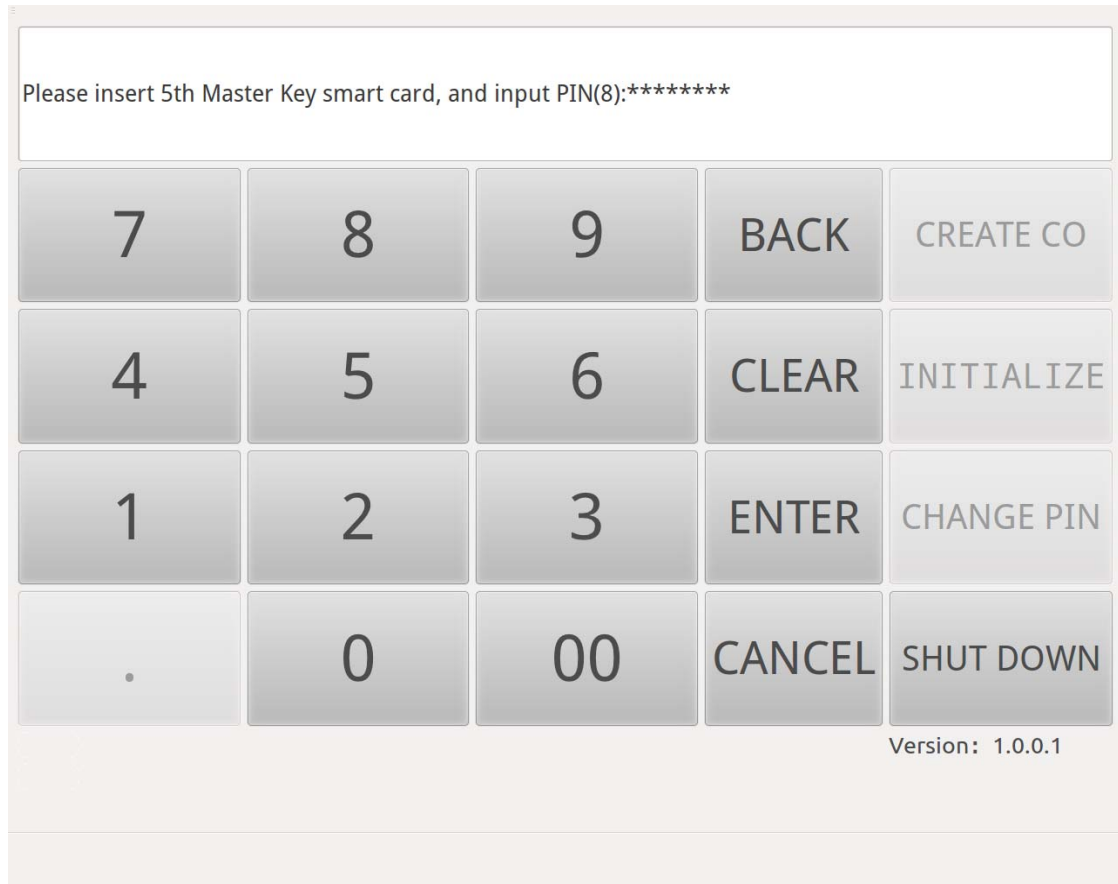 Please insert 5th Master Key smart card, and input PIN(8):********
7 8 9 BACK CREATE CO
4 5 6 CLEAR INITIALIZE
1 2 3 ENTER CHANGE PIN
. 0 00 CANCEL SHUT DOWN
Version: 1.0.0.1